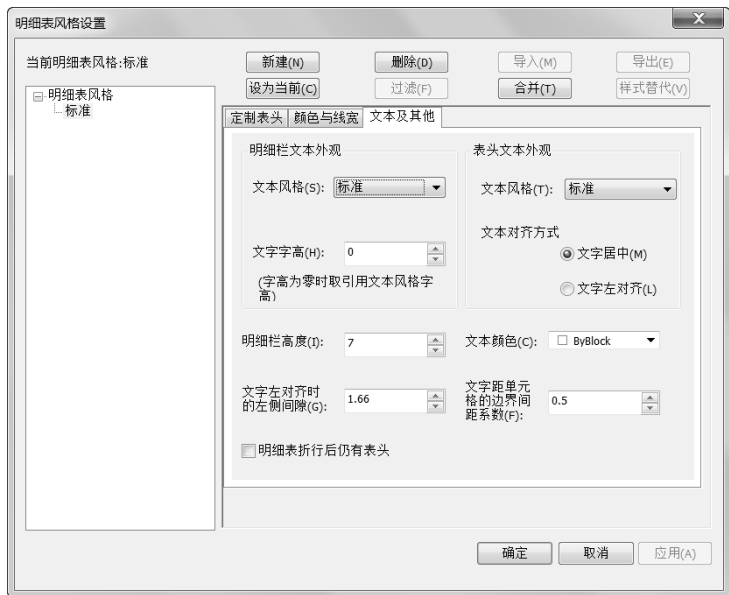 明细表风格设置
当前明细表风格:标准
新建(N) 删除(D) 导入(M) 导出(E)
设为当前(C) 过滤(F) 合并(T) 样式替代(V)
明细表风格
标准
定制表头 颜色与线宽 文本及其他
明细栏文本外观 表头文本外观
文本风格(S): 标准 文本风格(T): 标准
文本对齐方式
文字字高(H): 0 文字居中(M)
(字高为零时取引用文本风格字
高)
文字左对齐(L)
明细栏高度(I): 7 文本颜色(C): ByBlock
文字左对齐时
的左侧间隙(G): 1.66
文字距单元
格的边界间
距系数(F): 0.5
明细表折行后仍有表头
确定 取消 应用(A)